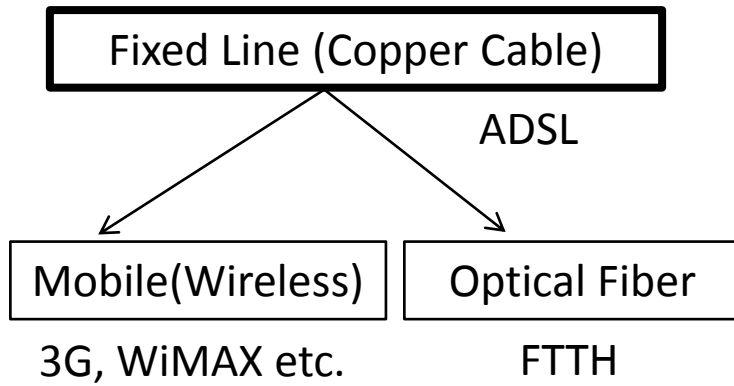 Fixed Line (Copper Cable)
ADSL
Mobile(Wireless)
Optical Fiber
3G, WiMAX etc.
FTTH